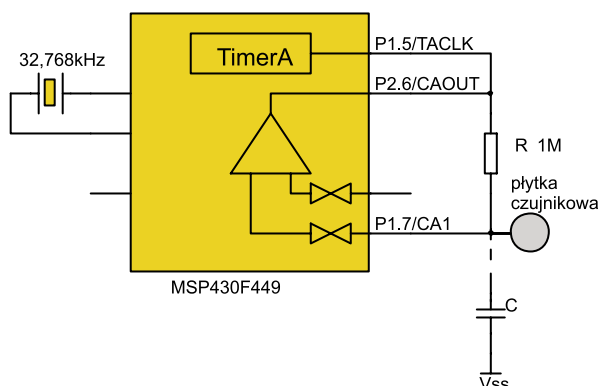 P1.5/TACLK
TimerA
32,768kHz
P2.6/CAOUT
R 1M
płytka
czujnikowa
P1.7/CA1
MSP430F449
C
Vss